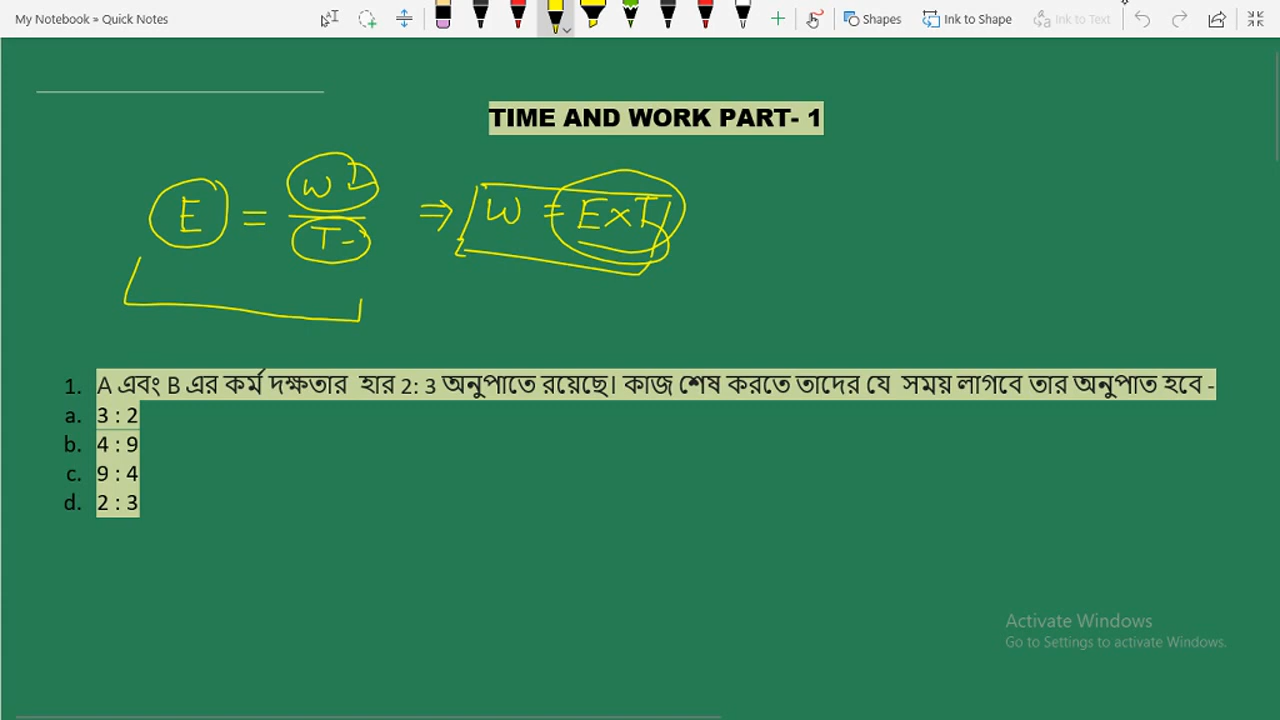 My Notebook » Quick Notes
Shapes
Ink to Shape
Ink to Text
TIME AND WORK PART- 1
E = W / T ⇒ W = E×T
1. A এবং B এর কর্ম দক্ষতার হার 2: 3 অনুপাতে রয়েছে। কাজ শেষ করতে তাদের যে সময় লাগবে তার অনুপাত হবে -
a. 3 : 2
b. 4 : 9
c. 9 : 4
d. 2 : 3
Activate Windows
Go to Settings to activate Windows.